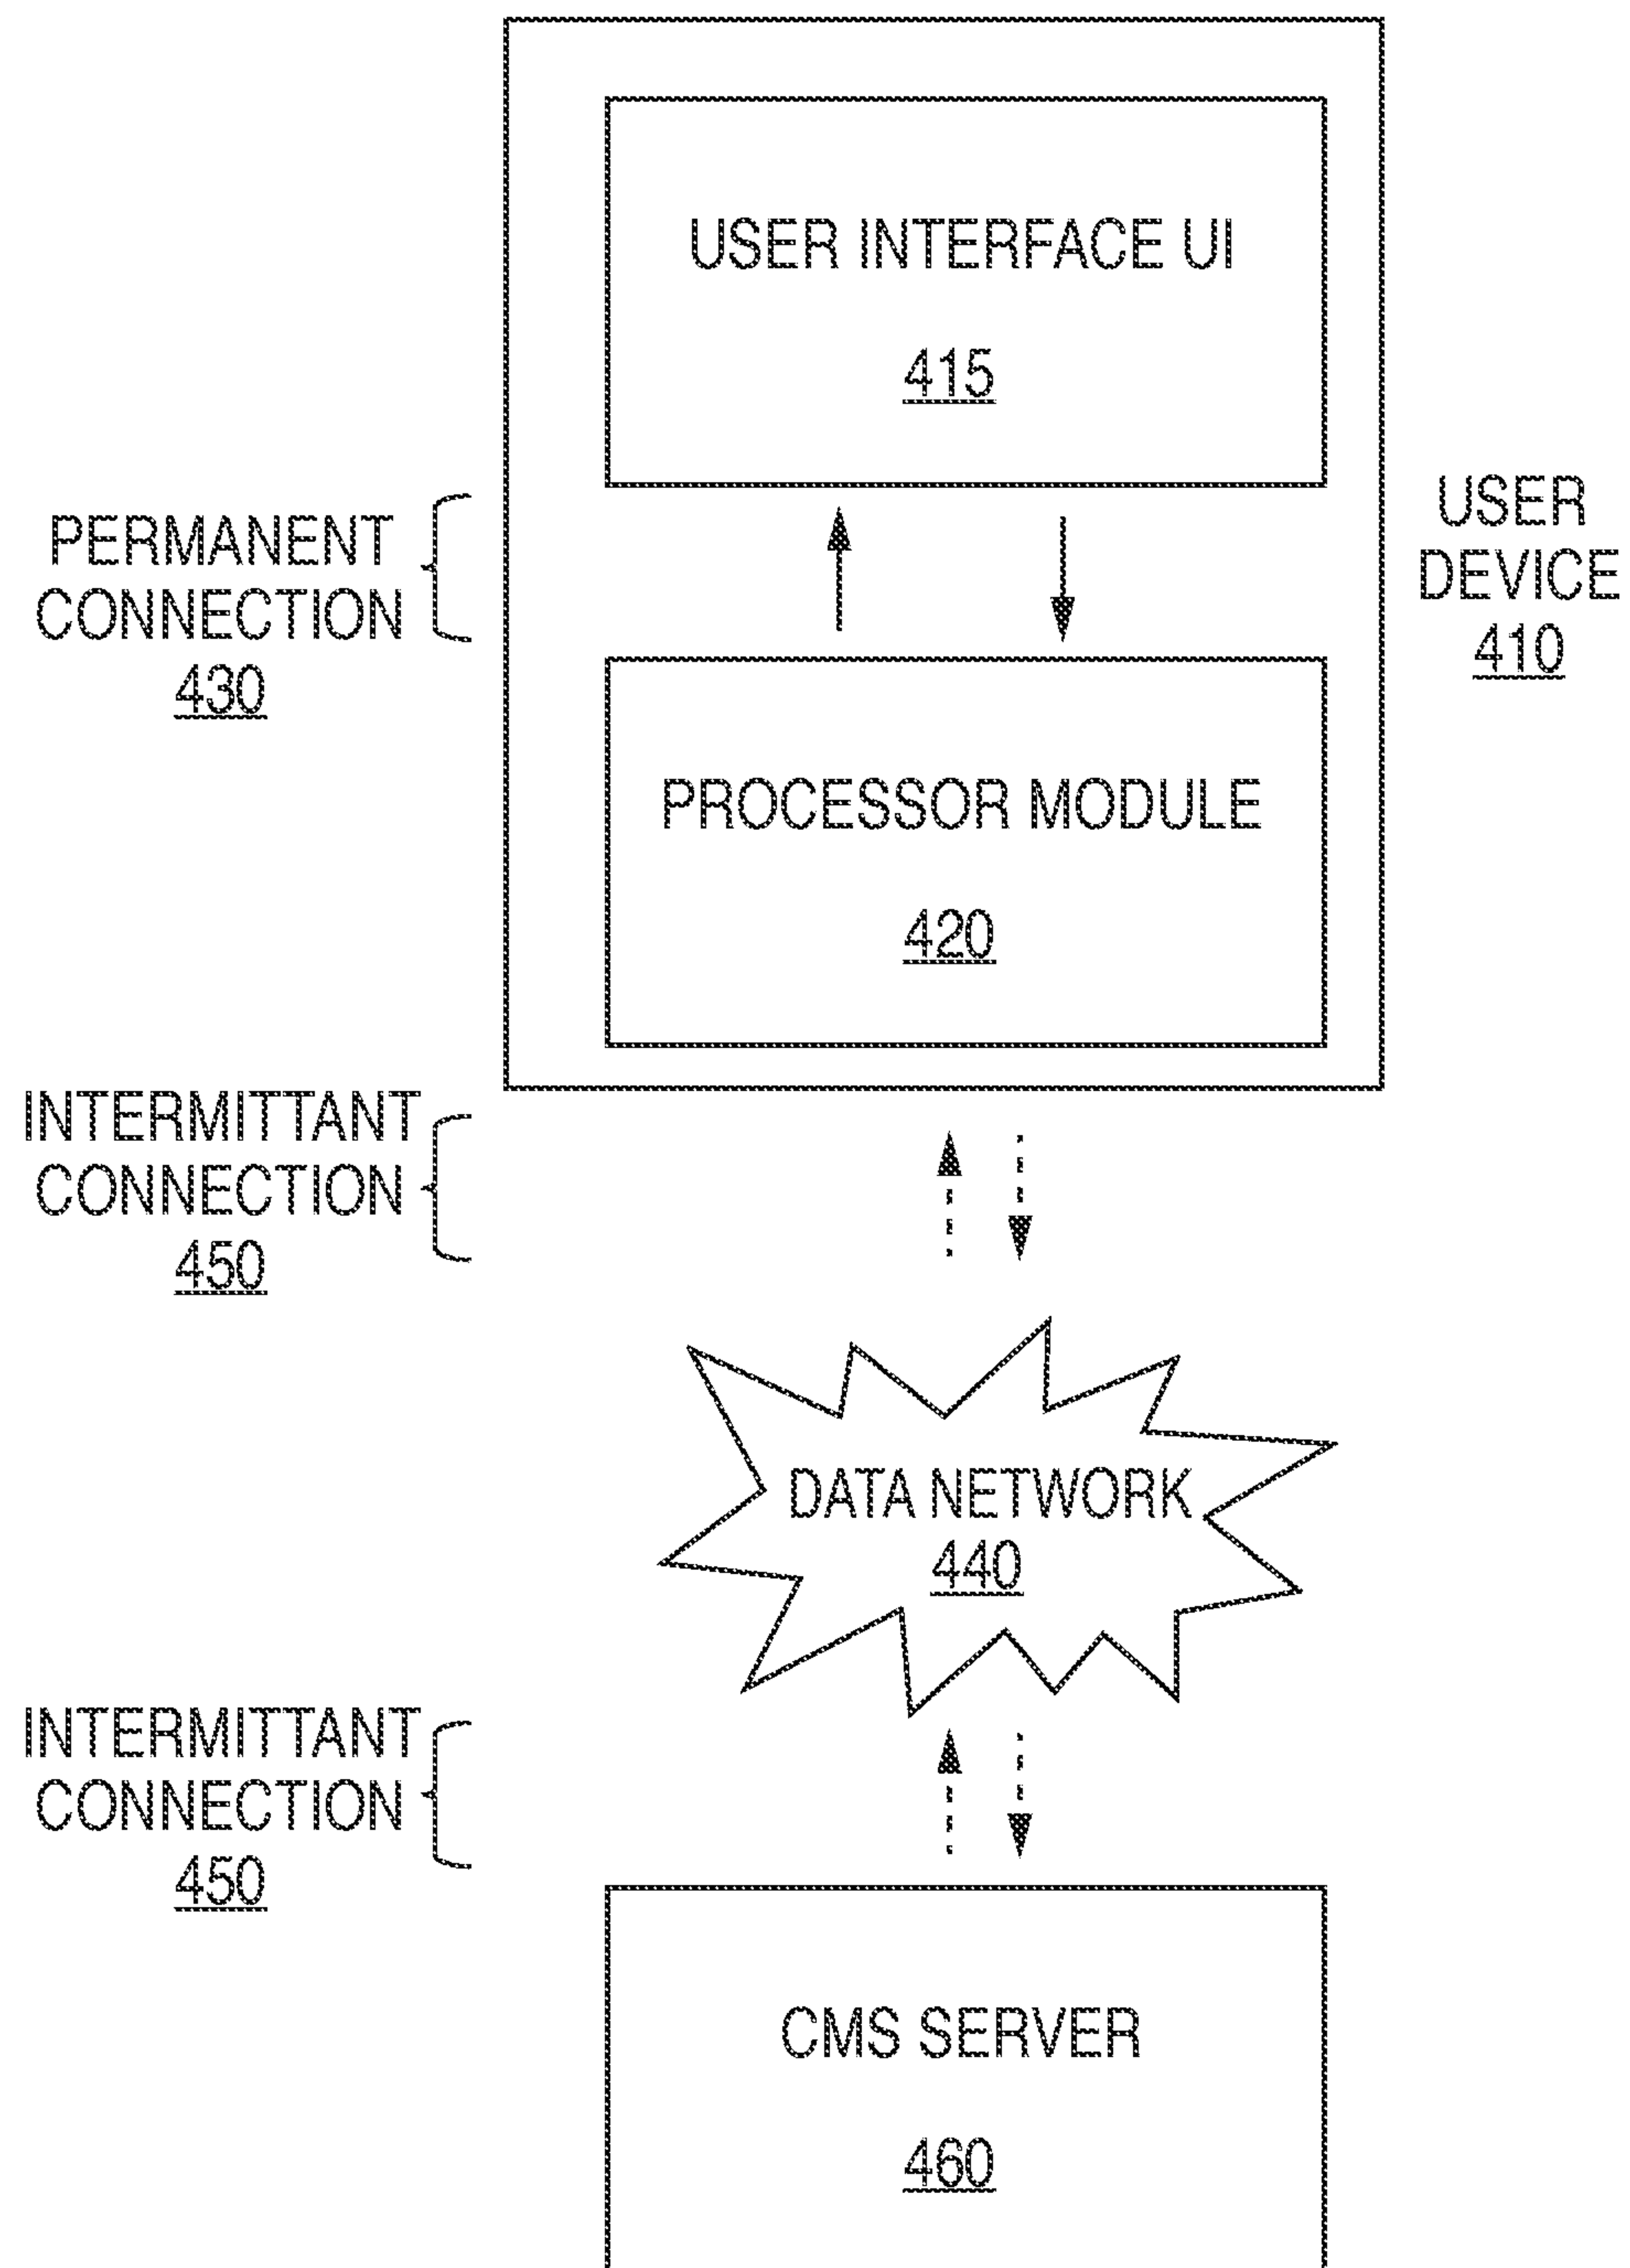 USER INTERFACE UI
415
PERMANENT
CONNECTION
430
USER
DEVICE
410
PROCESSOR MODULE
420
INTERMITTANT
CONNECTION
450
DATA NETWORK
440
INTERMITTANT
CONNECTION
450
CMS SERVER
460